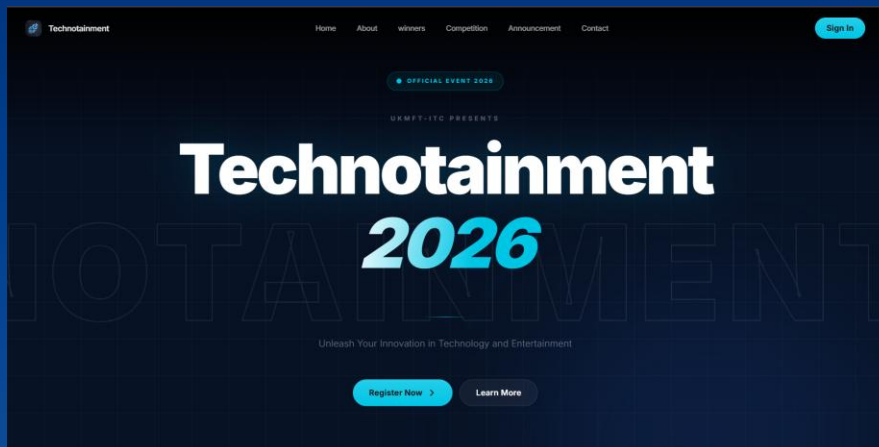 Technotainment
Home About winners Competition Announcement Contact
Sign In
OFFICIAL EVENT 2026
UKMFT-ITC PRESENTS
Technotainment
2026
NOTAINMENT
Unleash Your Innovation in Technology and Entertainment
Register Now
Learn More